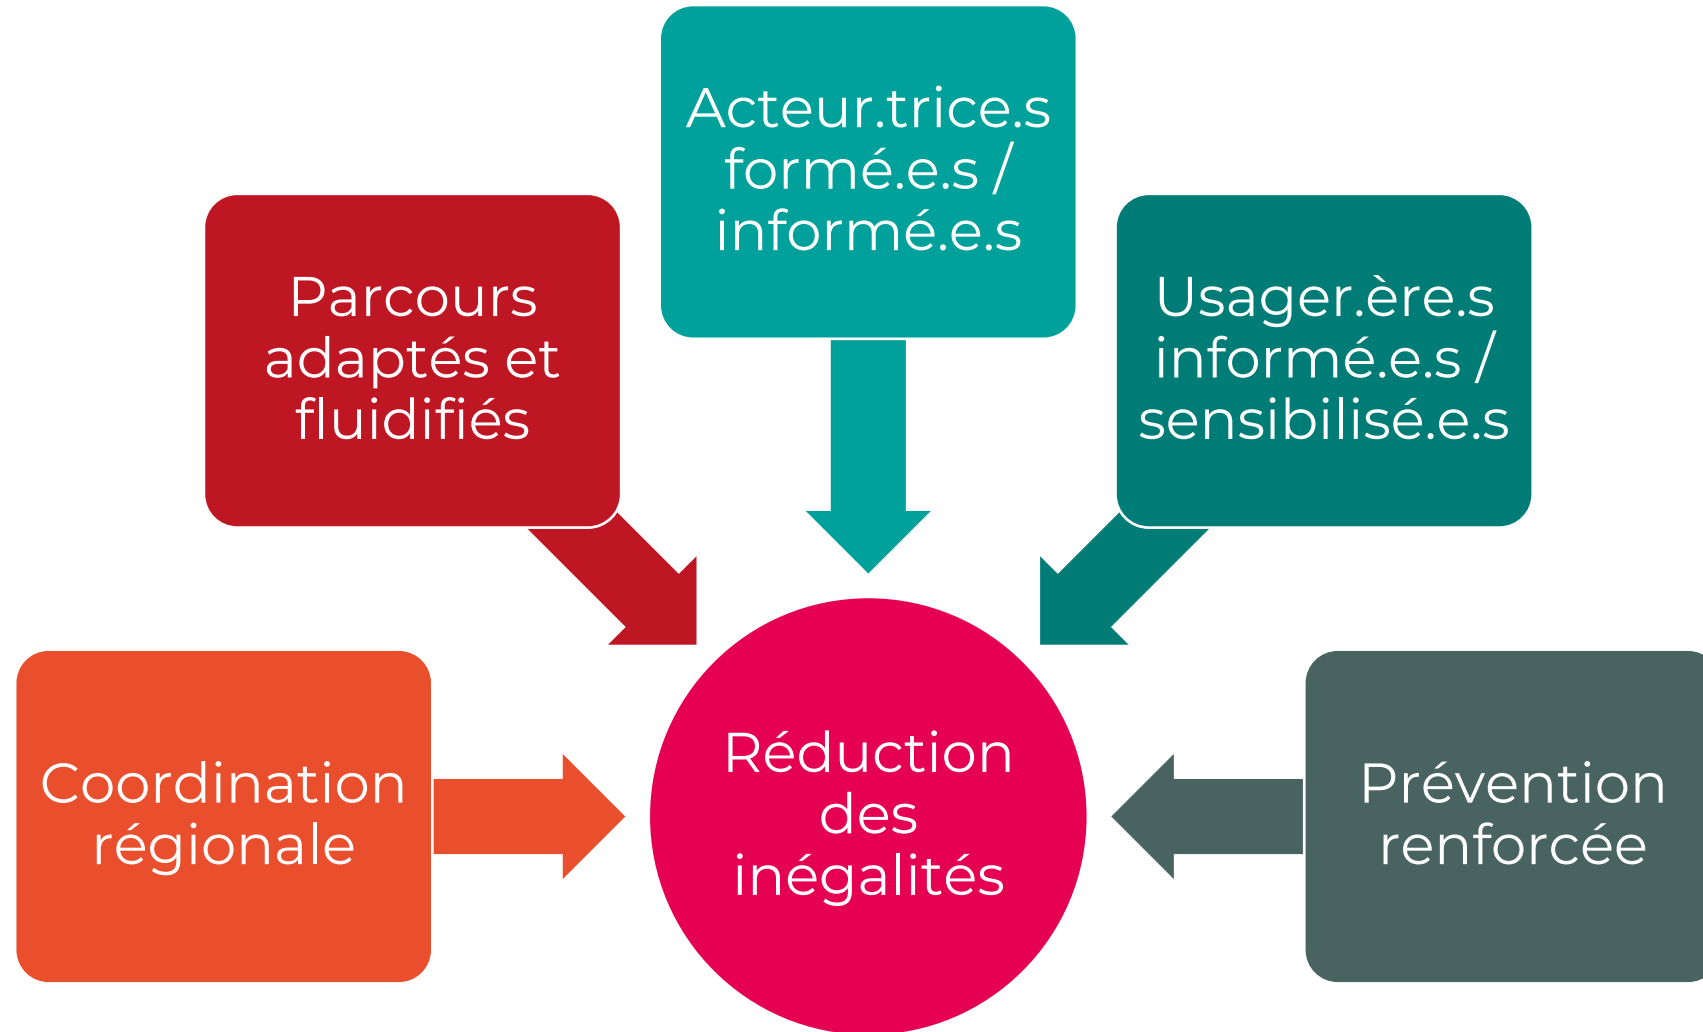 Acteur.trice.s
formé.e.s /
informé.e.s
Parcours
adaptés et
fluidifiés
Usager.ère.s
informé.e.s /
sensibilisé.e.s
Coordination
régionale
Réduction
des
inégalités
Prévention
renforcée